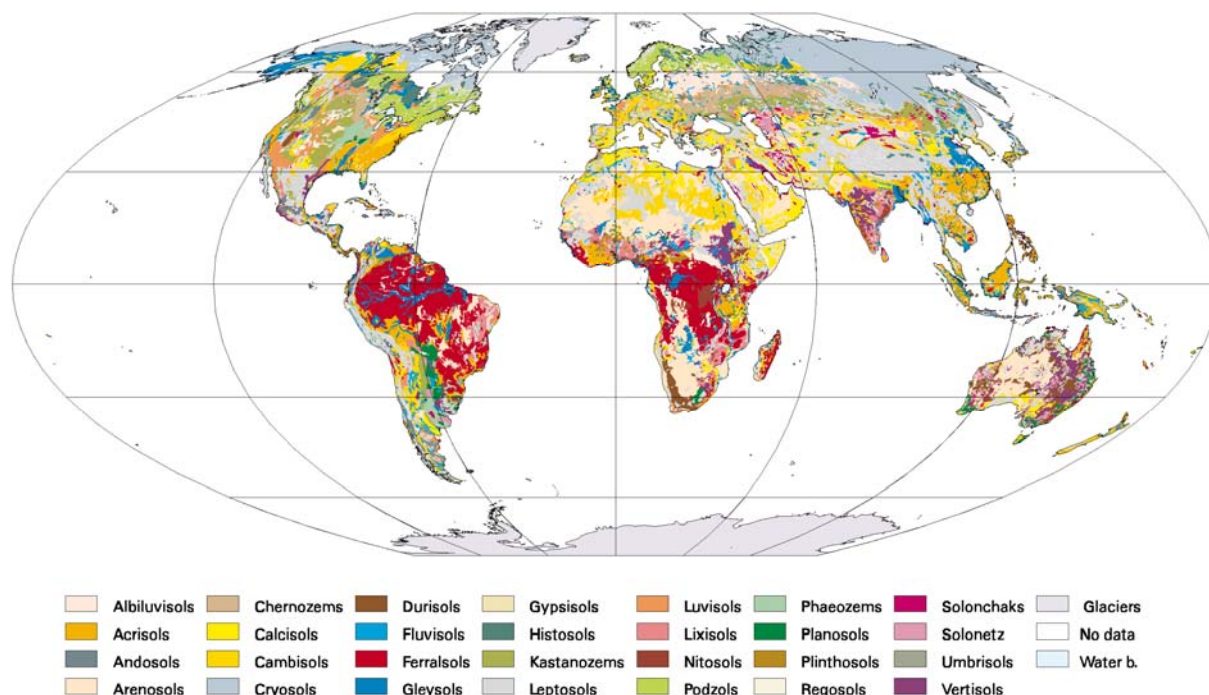 Albiluvisols Chernozems Durisols Gypsisols Luvisols Phaeozems Solonchaks Glaciers
Acrisols Calcisols Fluvisols Histosols Lixisols Planosols Solonetz No data
Andosols Cambisols Ferralsols Kastanozems Nitosols Plinthosols Umbrisols Water b.
Arenosols Cryosols Gleysols Leptosols Podzols Regosols Vertisols